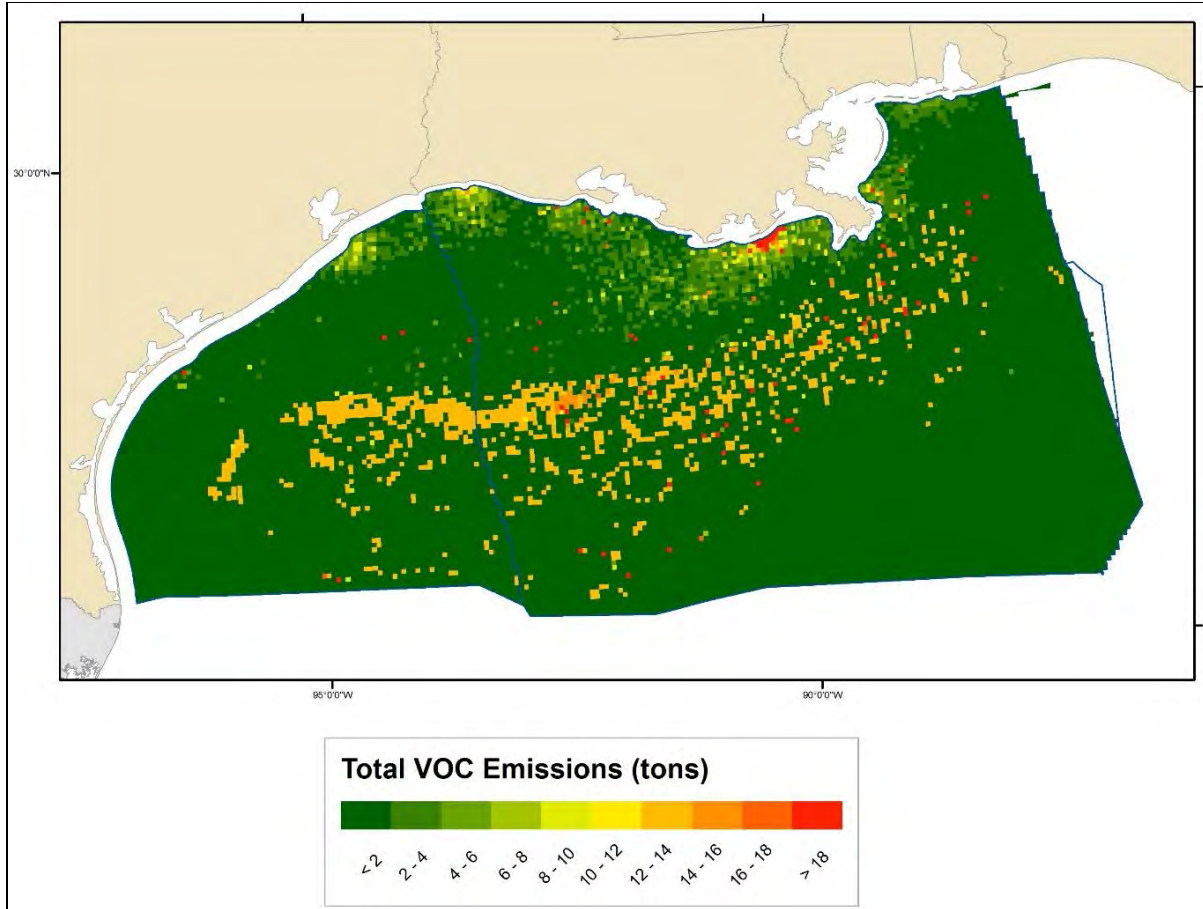 30°0'0"N
95°0'0"W
90°0'0"W
Total VOC Emissions (tons)
< 2
2 - 4
4 - 6
6 - 8
8 - 10
10 - 12
12 - 14
14 - 16
16 - 18
> 18